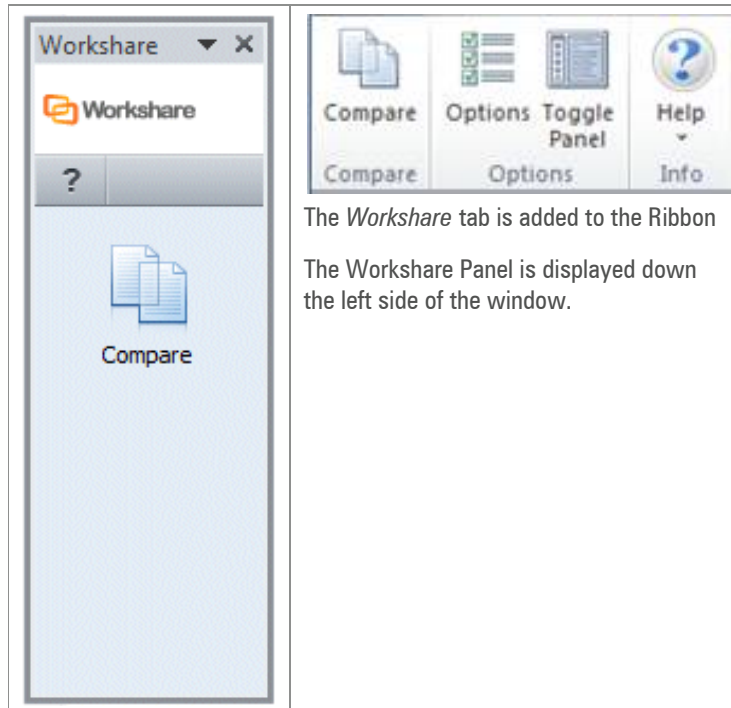 Workshare
Workshare
?
Compare
Compare
Options
Toggle
Panel
?
Help
Compare
Options
Info
The Workshare tab is added to the Ribbon
The Workshare Panel is displayed down
the left side of the window.